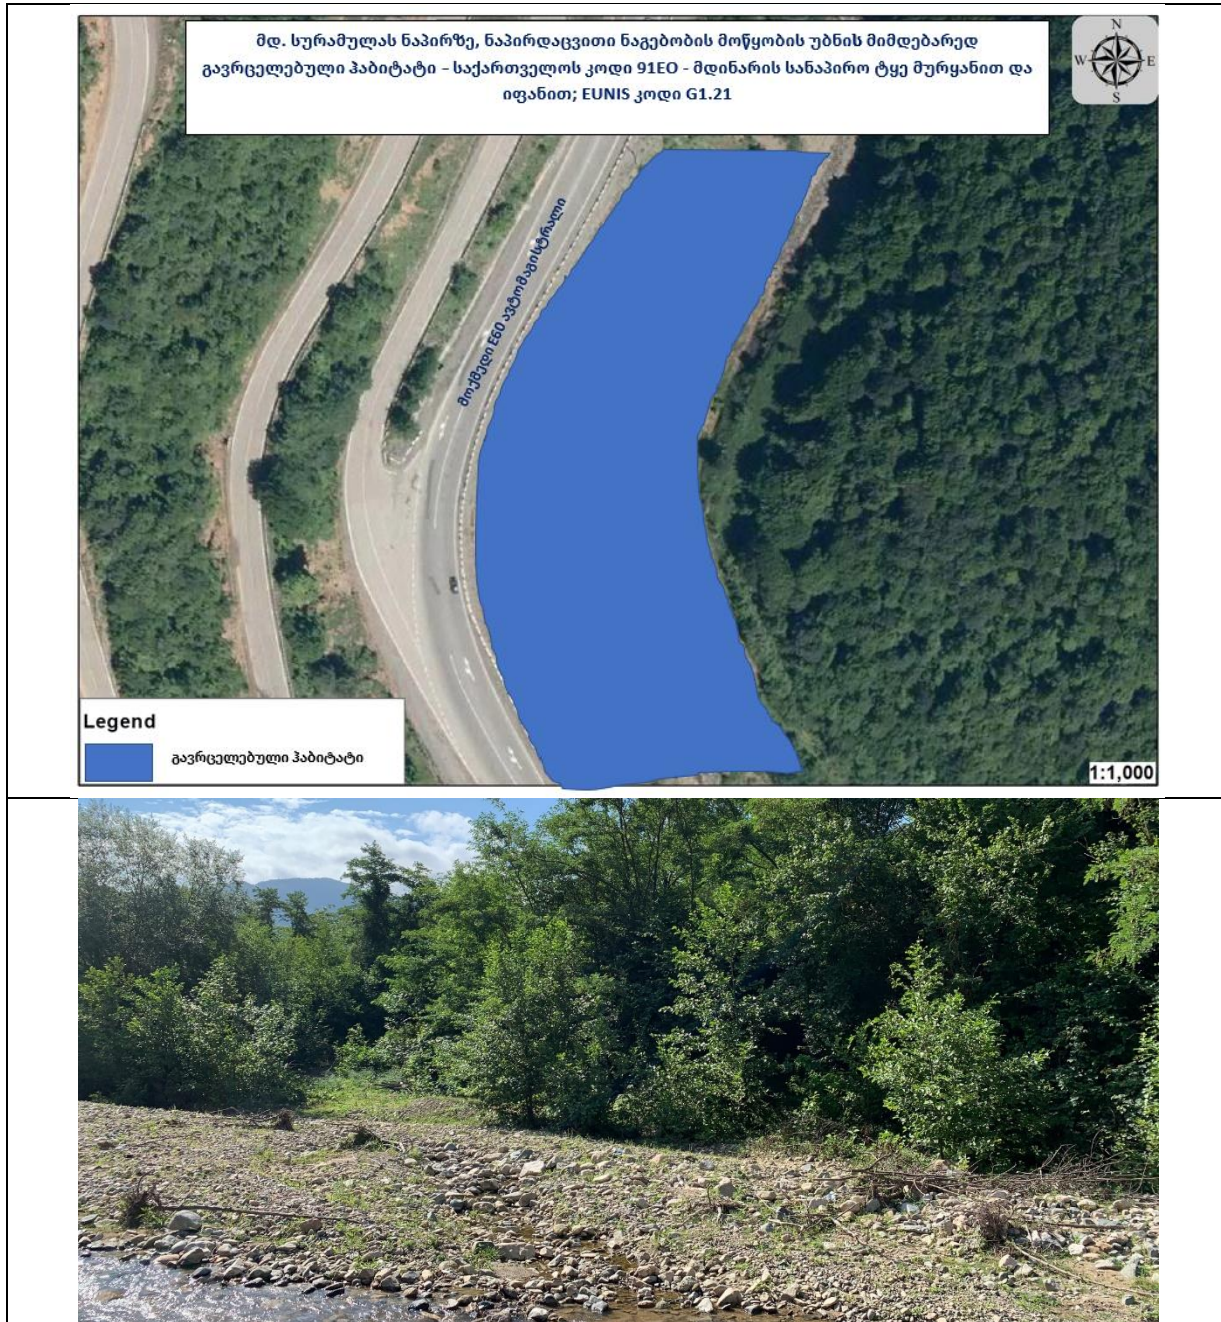 მდ. სურამულას ნაპირზე, ნაპირდაცვითი ნაგებობის მოწყობის უბნის მიმდებარედ
გავრცელებული ჰაბიტატი – საქართველოს კოდი 91EO - მდინარის სანაპირო ტყე მურყანით და
იფანით; EUNIS კოდი G1.21
N
W E
S
მოქმედი E60 ავტომაგისტრალი
Legend
გავრცელებული ჰაბიტატი
1:1,000